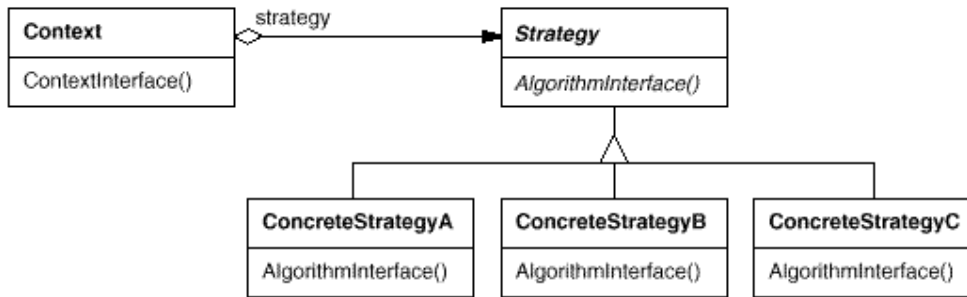 strategy
Context
Strategy
ContextInterface()
AlgorithmInterface()
ConcreteStrategyA
ConcreteStrategyB
ConcreteStrategyC
AlgorithmInterface()
AlgorithmInterface()
AlgorithmInterface()